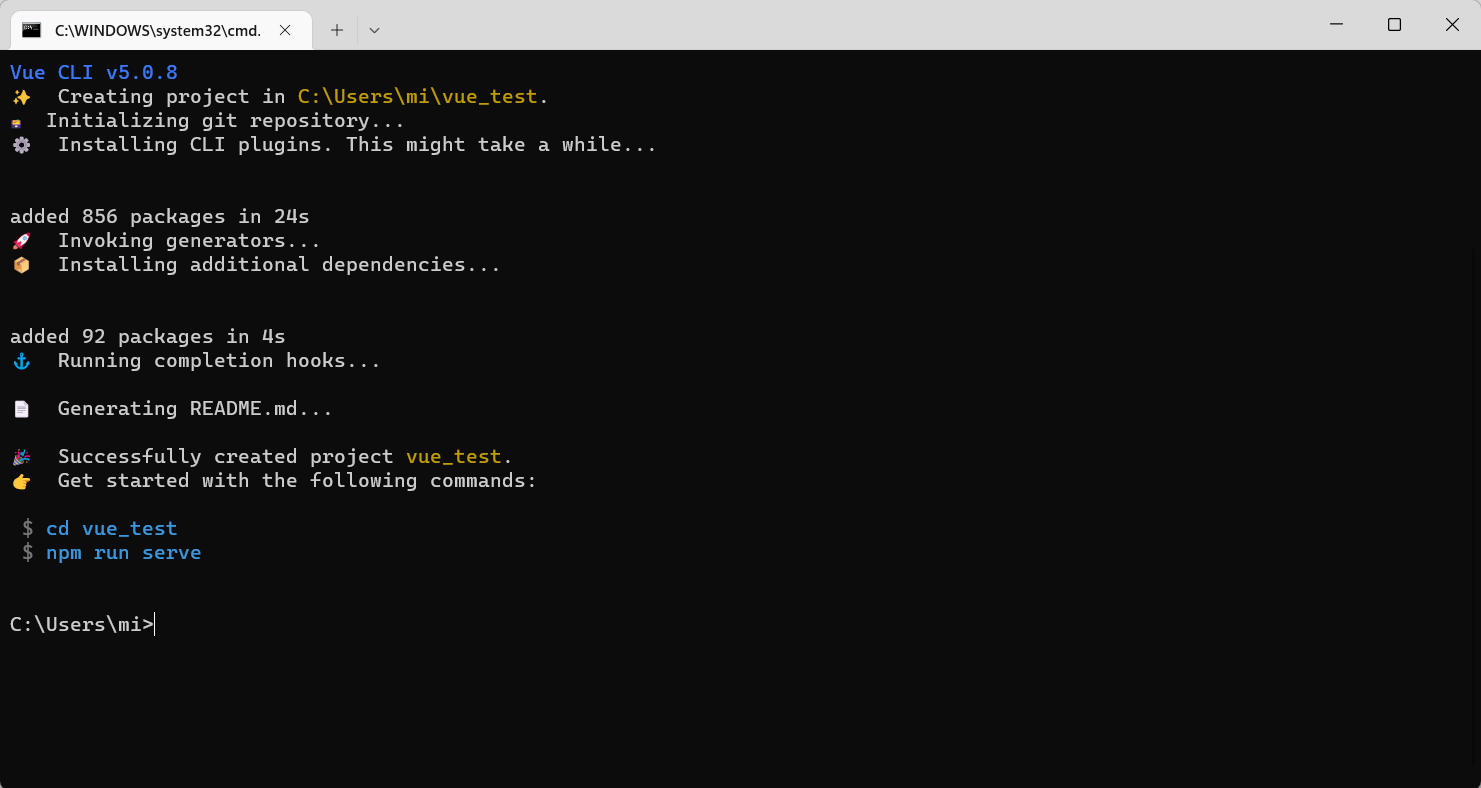 C:\WINDOWS\system32\cmd.
Vue CLI v5.0.8
✨  Creating project in C:\Users\mi\vue_test.
Initializing git repository...
⚙️  Installing CLI plugins. This might take a while...
added 856 packages in 24s
🚀  Invoking generators...
📦  Installing additional dependencies...
added 92 packages in 4s
⚓  Running completion hooks...
📄  Generating README.md...
🎉  Successfully created project vue_test.
👉  Get started with the following commands:
$ cd vue_test
$ npm run serve
C:\Users\mi>